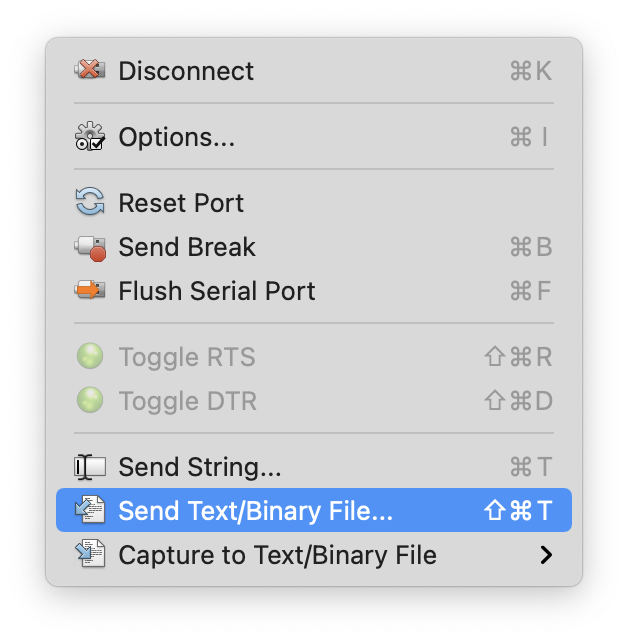 Disconnect ⌘K
Options... ⌘I
Reset Port
Send Break ⌘B
Flush Serial Port ⌘F
Toggle RTS ⇧⌘R
Toggle DTR ⇧⌘D
Send String... ⌘T
Send Text/Binary File... ⇧⌘T
Capture to Text/Binary File